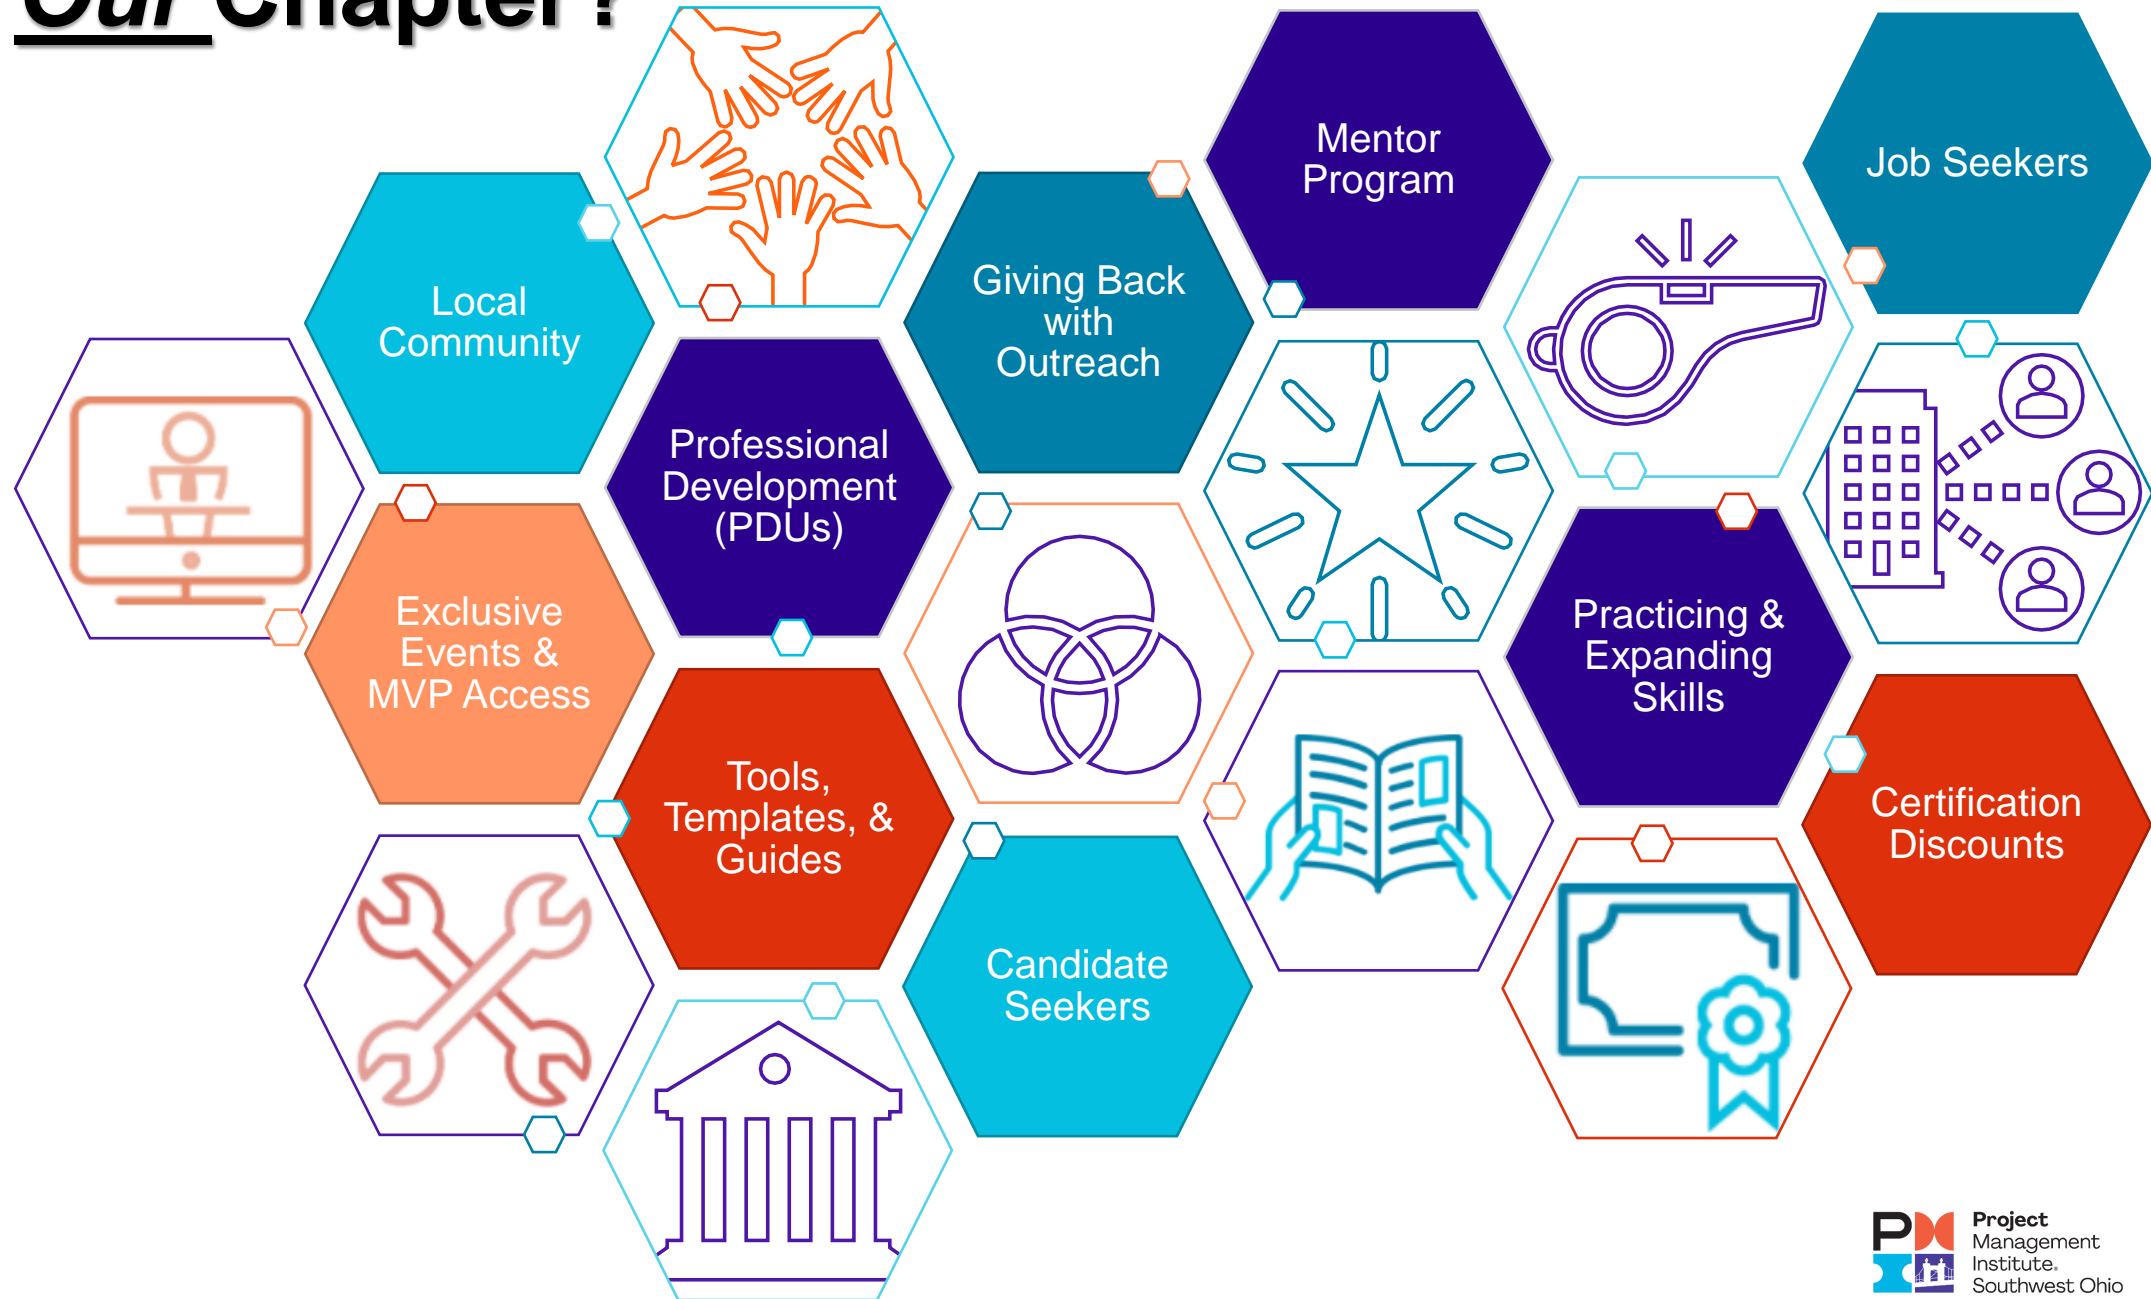 Our Chapter?
Mentor
Program
Job Seekers
Local
Community
Giving Back
with
Outreach
Professional
Development
(PDUs)
Exclusive
Events &
MVP Access
Practicing &
Expanding
Skills
Tools,
Templates, &
Guides
Certification
Discounts
Candidate
Seekers
Project
Management
Institute.
Southwest Ohio